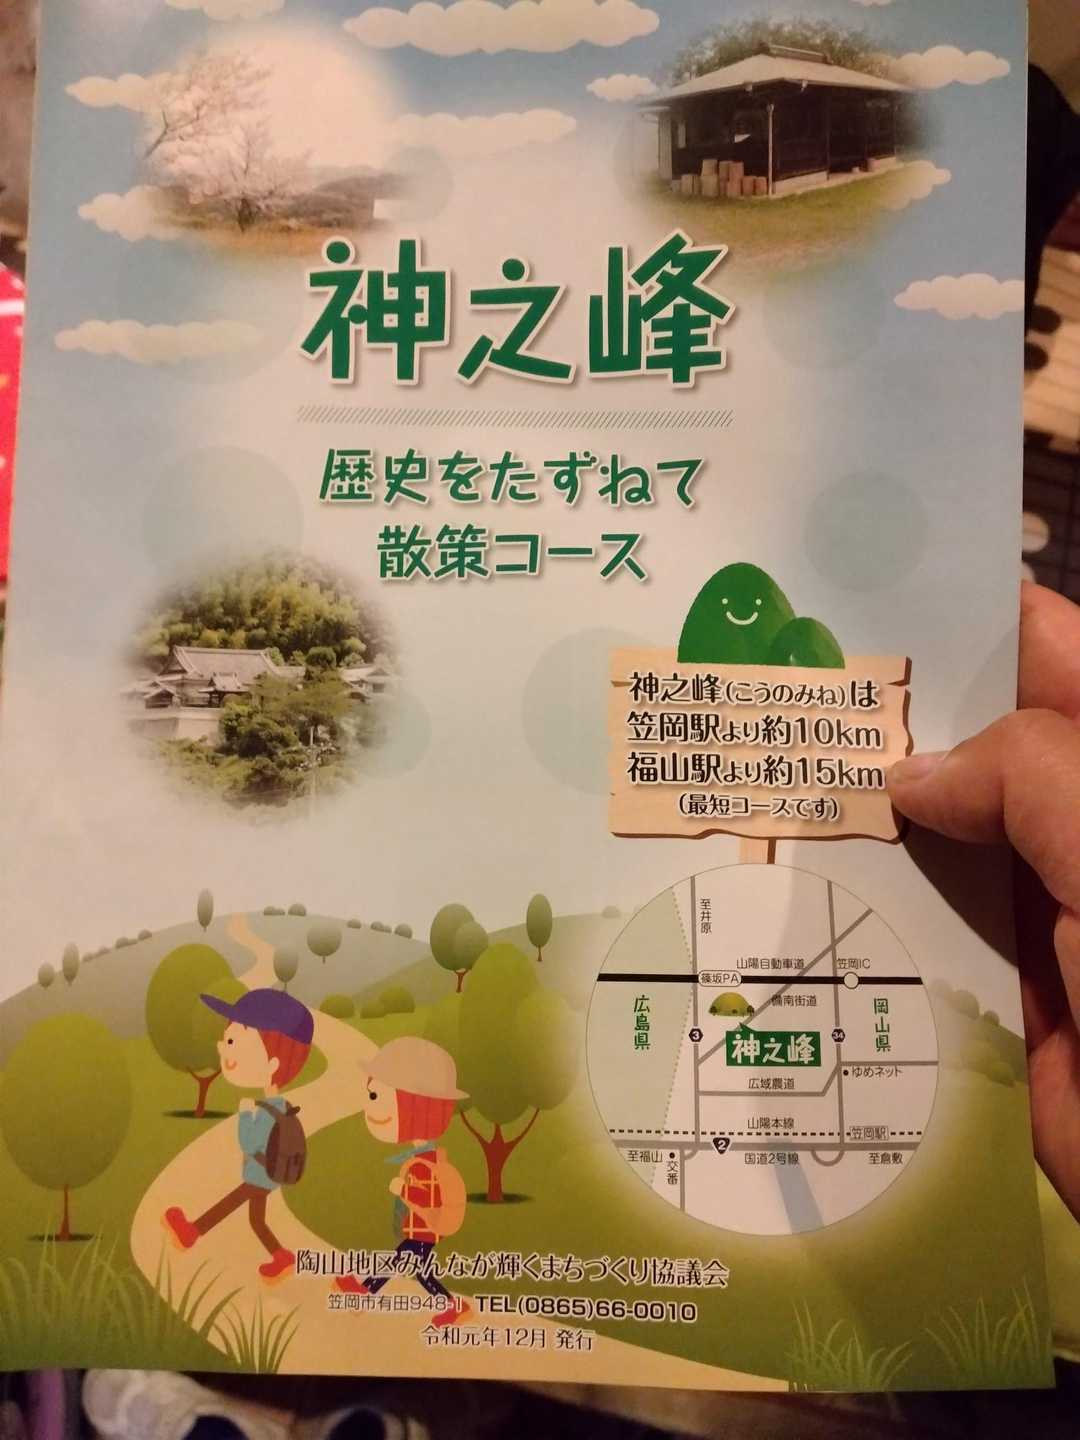 神之峰
歴史をたずねて
散策コース
神之峰(こうのみね)は
笠岡駅より約10km
福山駅より約15km
(最短コースです)
至井原
山陽自動車道
笠岡IC
篠坂PA
備南街道
広島県
岡山県
3
34
神之峰
ゆめネット
広域農道
山陽本線
笠岡駅
2
至福山
交番
国道2号線
至倉敷
陶山地区みんなが輝くまちづくり協議会
笠岡市有田948-1 TEL(0865)66-0010
令和元年12月 発行